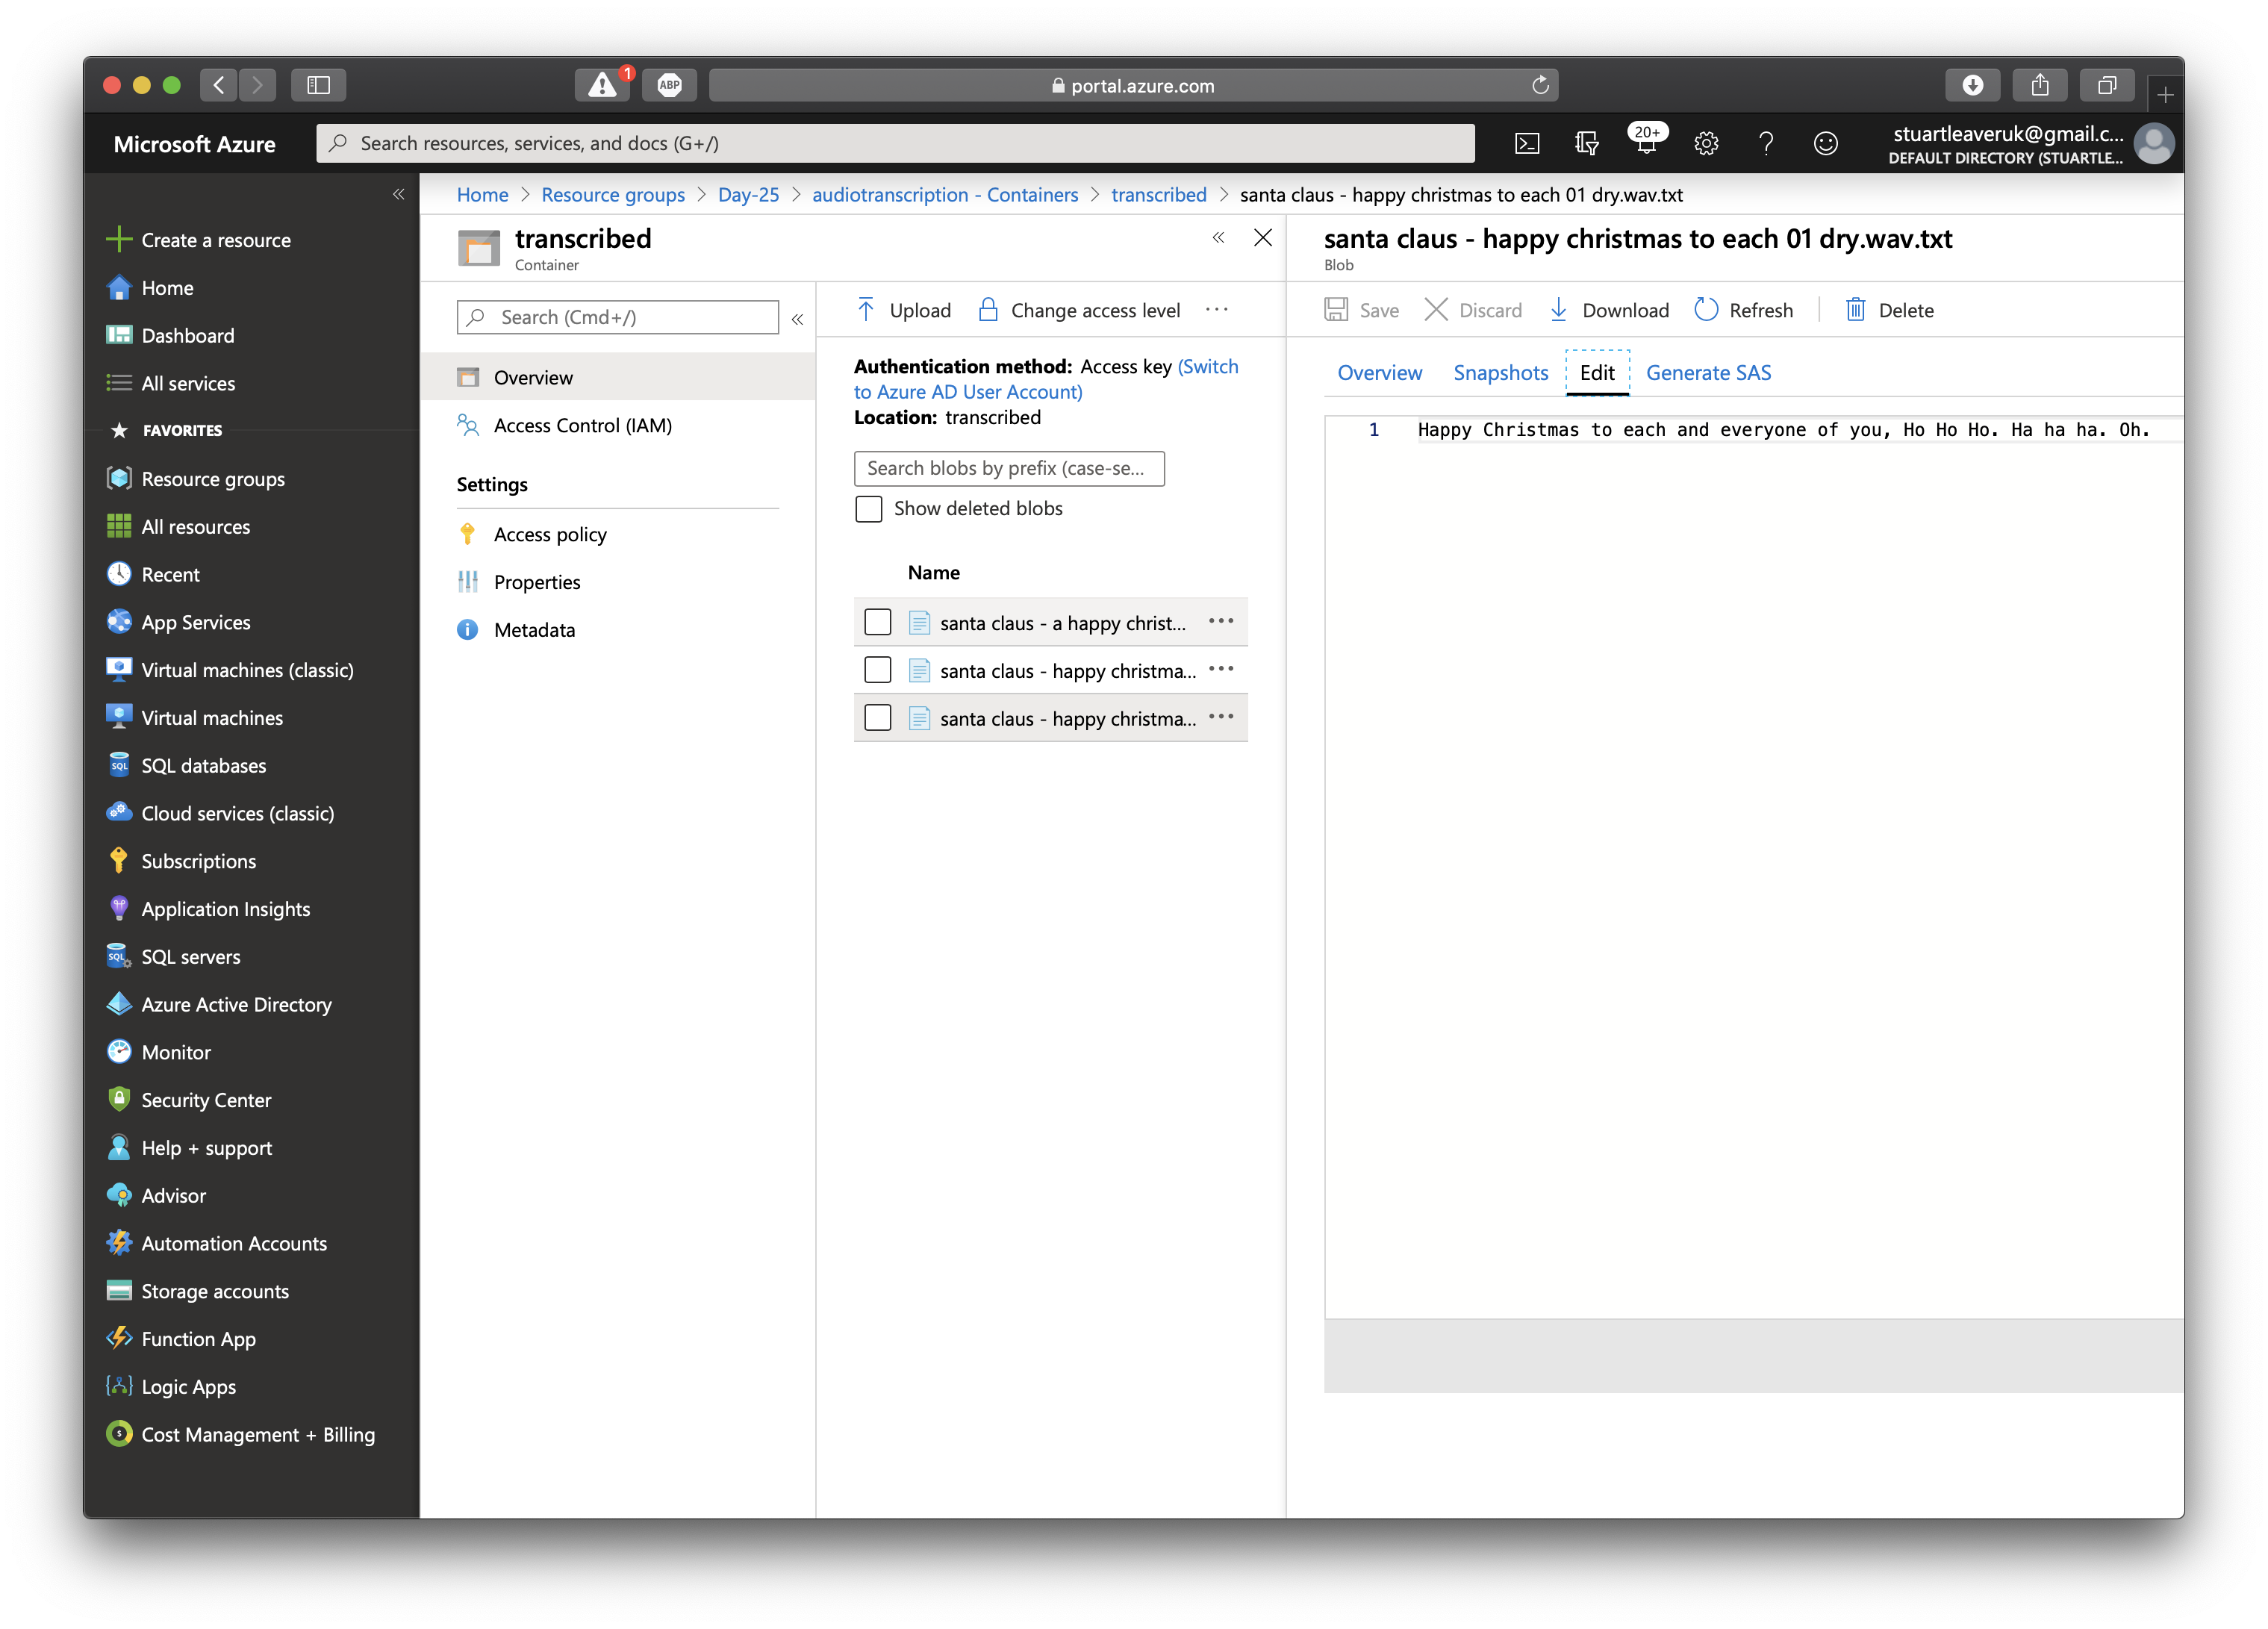 1
ABP
portal.azure.com
Microsoft Azure
Search resources, services, and docs (G+/)
20+
stuartleaveruk@gmail.c...
DEFAULT DIRECTORY (STUARTLE...
Home > Resource groups > Day-25 > audiotranscription - Containers > transcribed > santa claus - happy christmas to each 01 dry.wav.txt
Create a resource
Home
Dashboard
All services
FAVORITES
Resource groups
All resources
Recent
App Services
Virtual machines (classic)
Virtual machines
SQL databases
Cloud services (classic)
Subscriptions
Application Insights
SQL servers
Azure Active Directory
Monitor
Security Center
Help + support
Advisor
Automation Accounts
Storage accounts
Function App
Logic Apps
Cost Management + Billing
transcribed
Container
Search (Cmd+/)
Overview
Access Control (IAM)
Settings
Access policy
Properties
Metadata
Upload
Change access level
Authentication method: Access key (Switch
to Azure AD User Account)
Location: transcribed
Search blobs by prefix (case-se...
Show deleted blobs
Name
santa claus - a happy christ...
santa claus - happy christma...
santa claus - happy christma...
santa claus - happy christmas to each 01 dry.wav.txt
Blob
Save
Discard
Download
Refresh
Delete
Overview
Snapshots
Edit
Generate SAS
1 Happy Christmas to each and everyone of you, Ho Ho Ho. Ha ha ha. Oh.